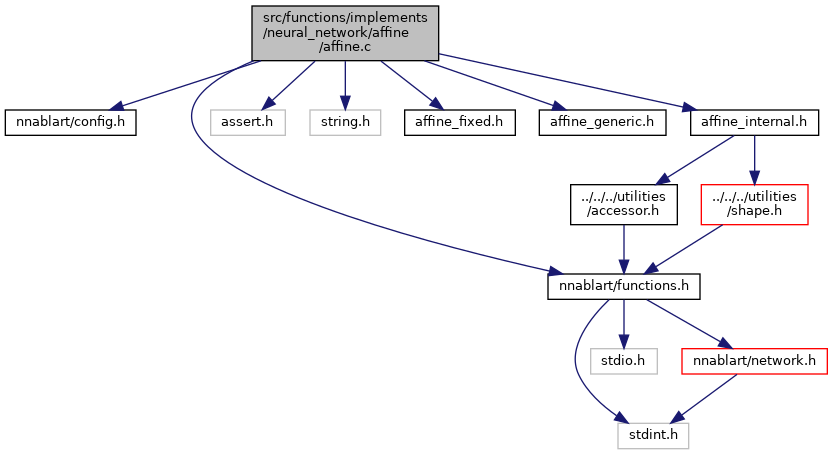 src/functions/implements
/neural_network/affine
/affine.c
nnablart/config.h
assert.h
string.h
affine_fixed.h
affine_generic.h
affine_internal.h
../../../utilities
/accessor.h
../../../utilities
/shape.h
nnablart/functions.h
stdio.h
nnablart/network.h
stdint.h